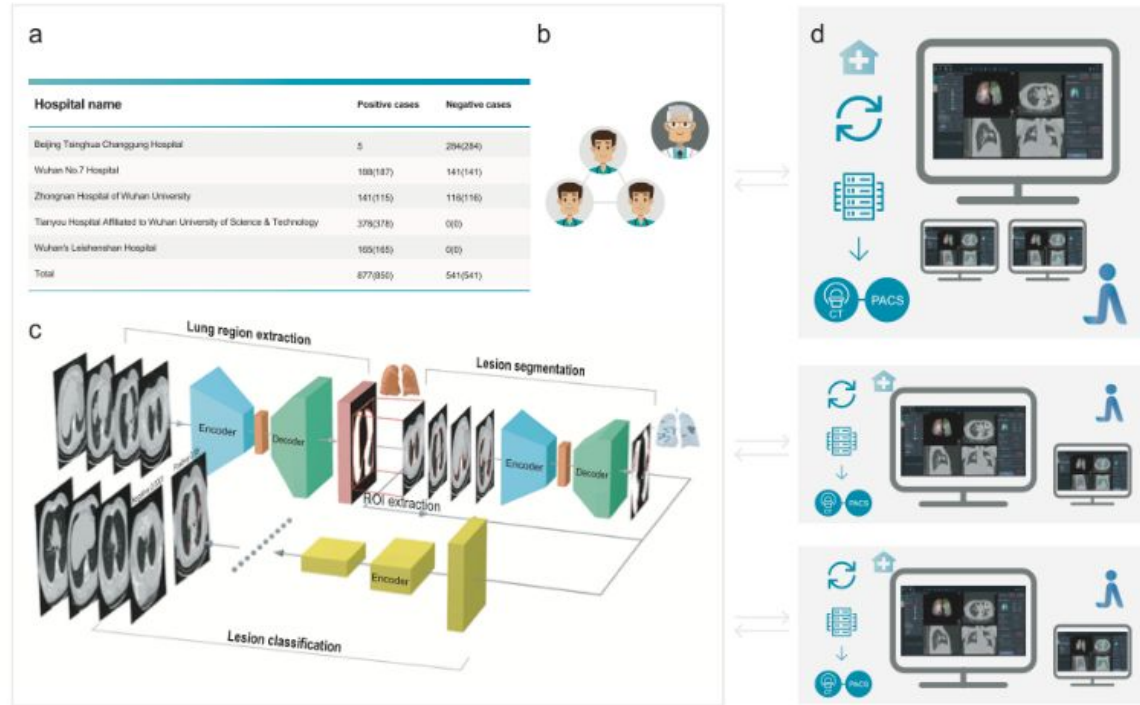 a
Hospital name Positive cases Negative cases
Beijing Tsinghua Changgung Hospital 5 284(284)
Wuhan No.7 Hospital 188(187) 141(141)
Zhongnan Hospital of Wuhan University 141(115) 116(116)
Tianyou Hospital Affiliated to Wuhan University of Science & Technology 378(378) 0(0)
Wuhan's Leishenshan Hospital 165(165) 0(0)
Total 877(850) 541(541)
b
c
Lung region extraction
Lesion segmentation
Encoder
Decoder
Encoder
Decoder
ROI extraction
Encoder
Lesion classification
d
CT
PACS
PACS
PACS